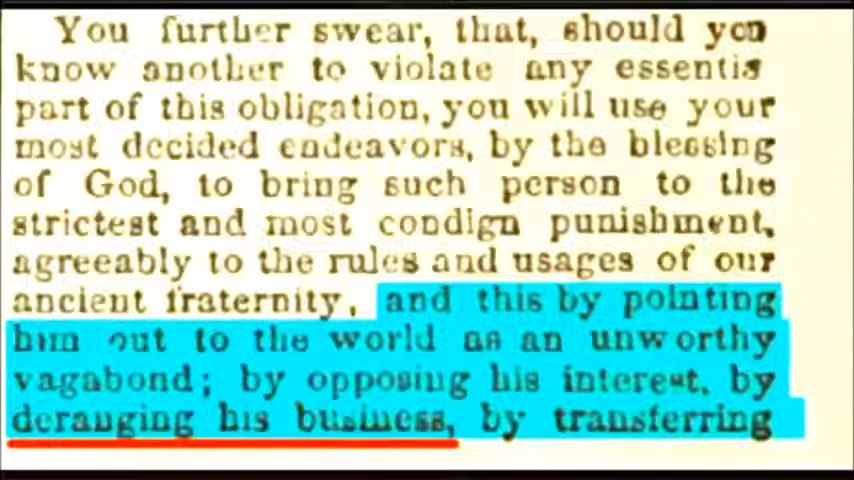 You further swear, that, should you
know another to violate any essentia
part of this obligation, you will use your
most decided endeavors, by the blessing
of God, to bring such person to the
strictest and most condign punishment,
agreeably to the rules and usages of our
ancient fraternity, and this by pointing
him out to the world as an unworthy
vagabond; by opposing his interest, by
deranging his business, by transferring